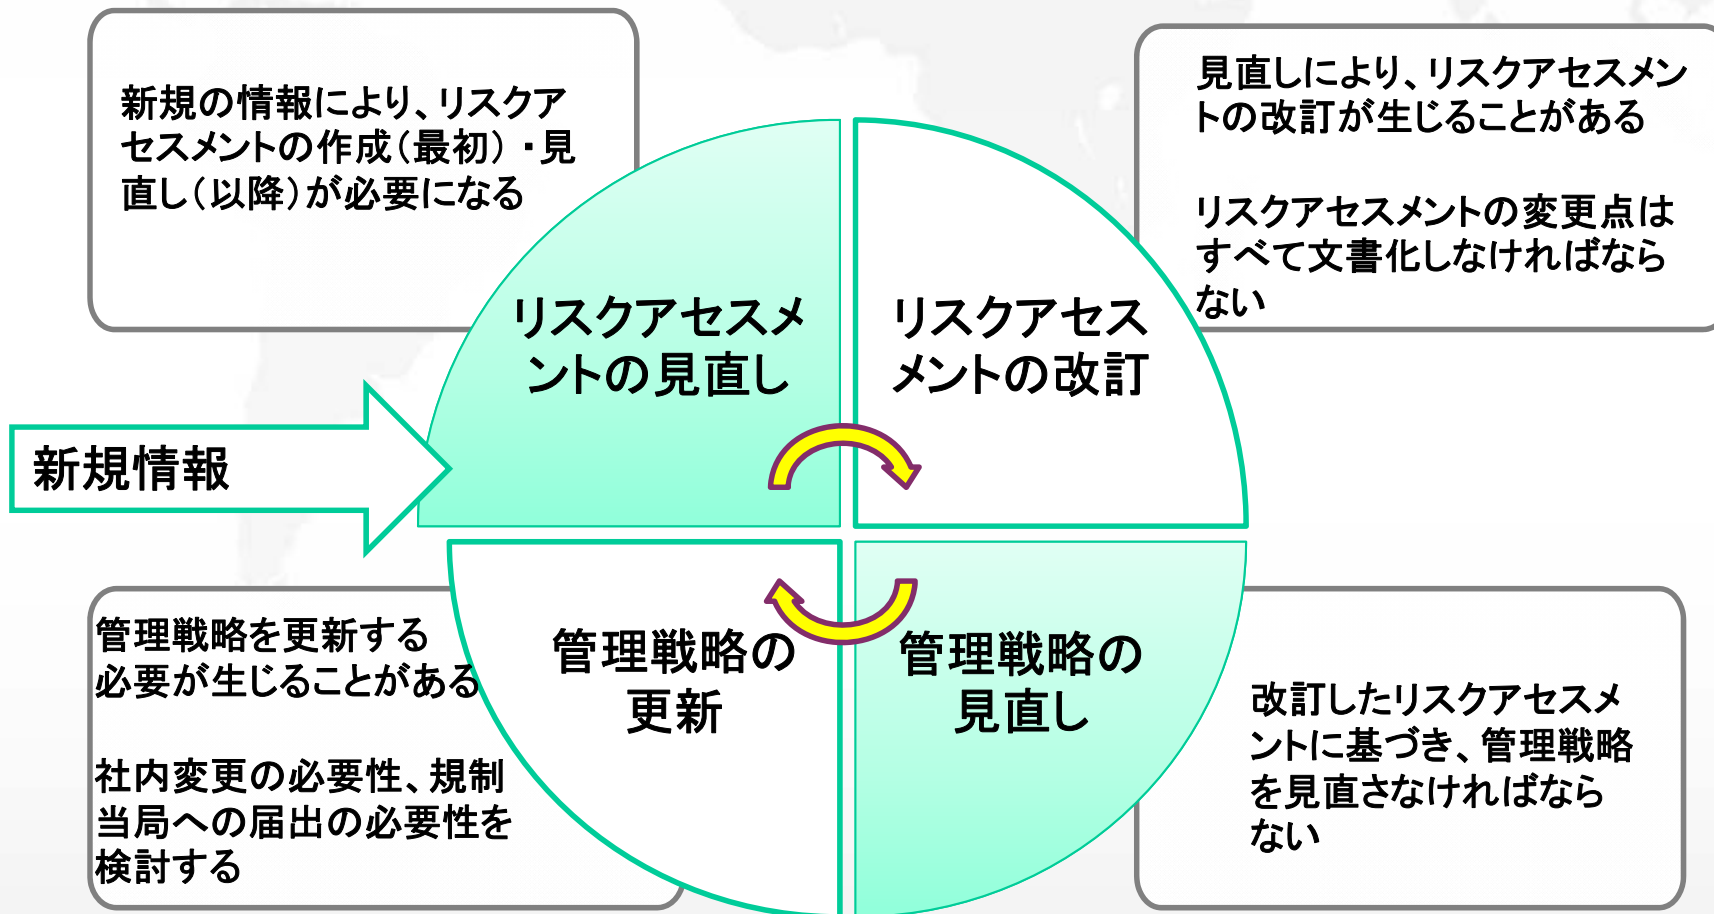 新規の情報により、リスクア
セスメントの作成（最初）・見
直し（以降）が必要になる
見直しにより、リスクアセスメン
トの改訂が生じることがある
リスクアセスメントの変更点は
すべて文書化しなければなら
ない
リスクアセスメ
ントの見直し
リスクアセス
メントの改訂
新規情報
管理戦略を更新する
必要が生じることがある
社内変更の必要性、規制
当局への届出の必要性を
検討する
管理戦略の
更新
管理戦略の
見直し
改訂したリスクアセスメ
ントに基づき、管理戦略
を見直さなければなら
ない